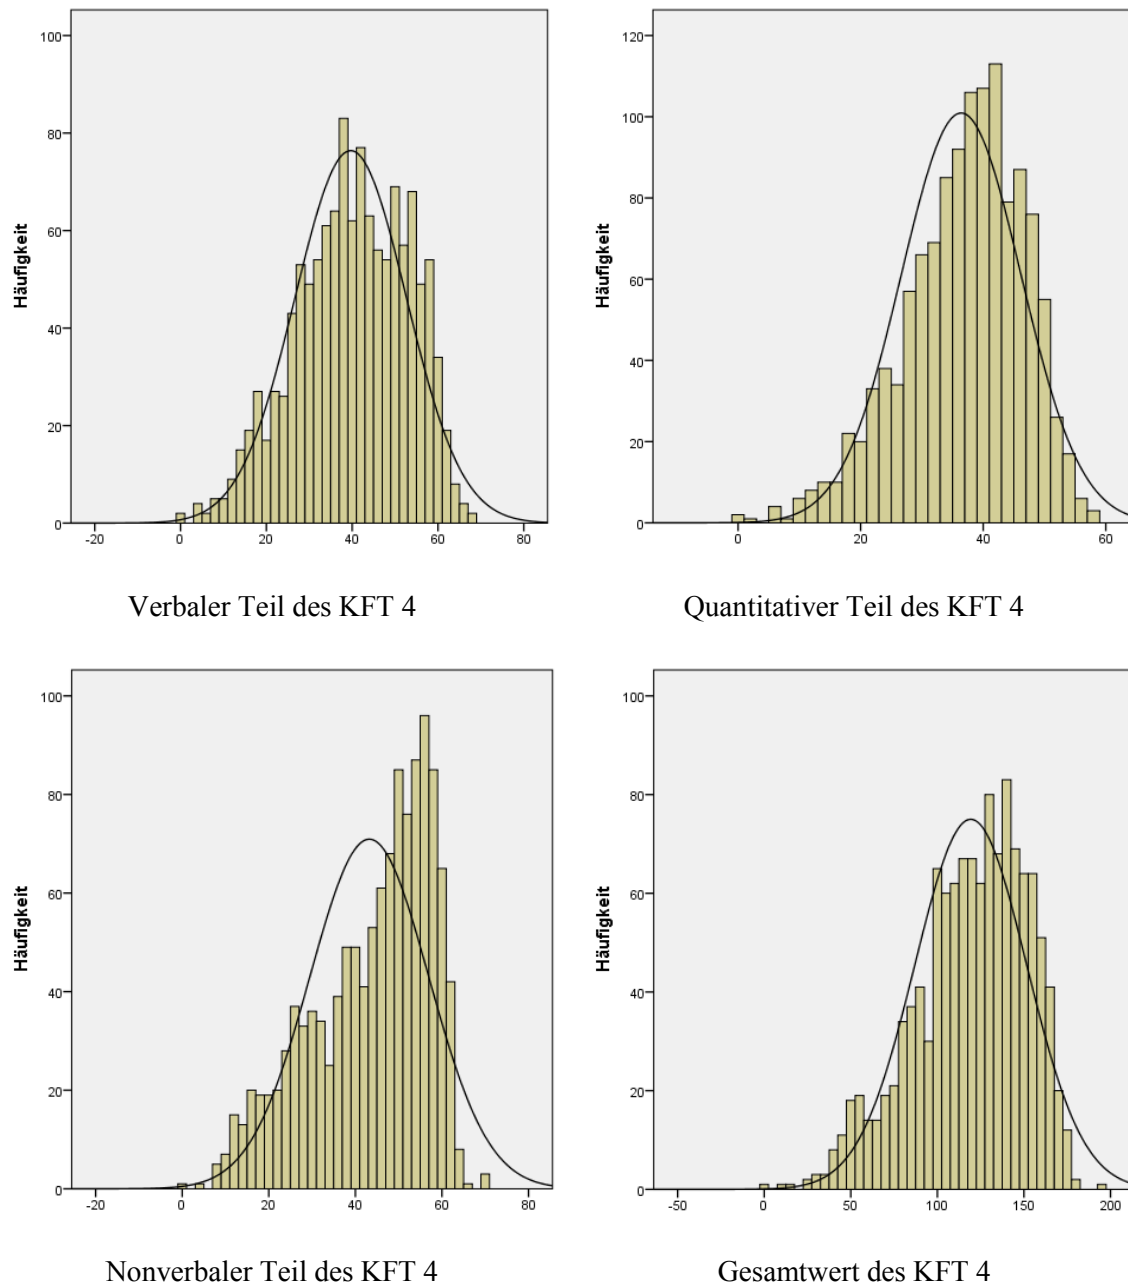 100
80
60
40
20
0
Häufigkeit
-20 0 20 40 60 80
Verbaler Teil des KFT 4
120
100
80
60
40
20
0
Häufigkeit
0 20 40 60
Quantitativer Teil des KFT 4
100
80
60
40
20
0
Häufigkeit
-20 0 20 40 60 80
Nonverbaler Teil des KFT 4
100
80
60
40
20
0
Häufigkeit
-50 0 50 100 150 200
Gesamtwert des KFT 4